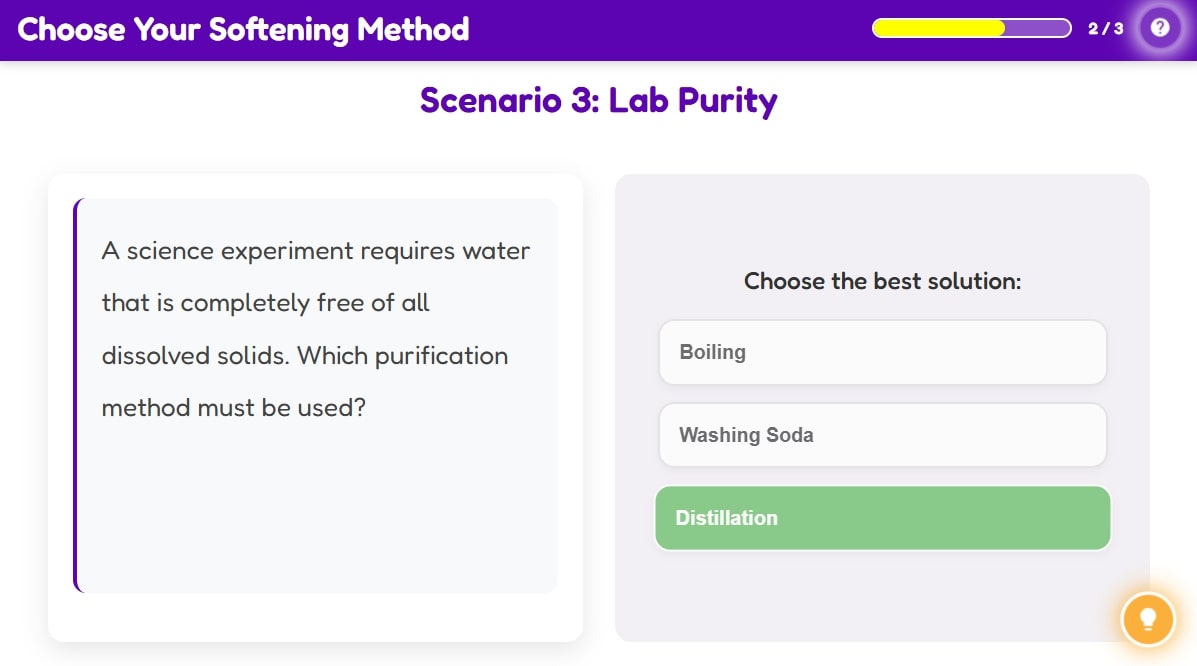 Choose Your Softening Method
2 / 3
?
Scenario 3: Lab Purity
A science experiment requires water
that is completely free of all
dissolved solids. Which purification
method must be used?
Choose the best solution:
Boiling
Washing Soda
Distillation